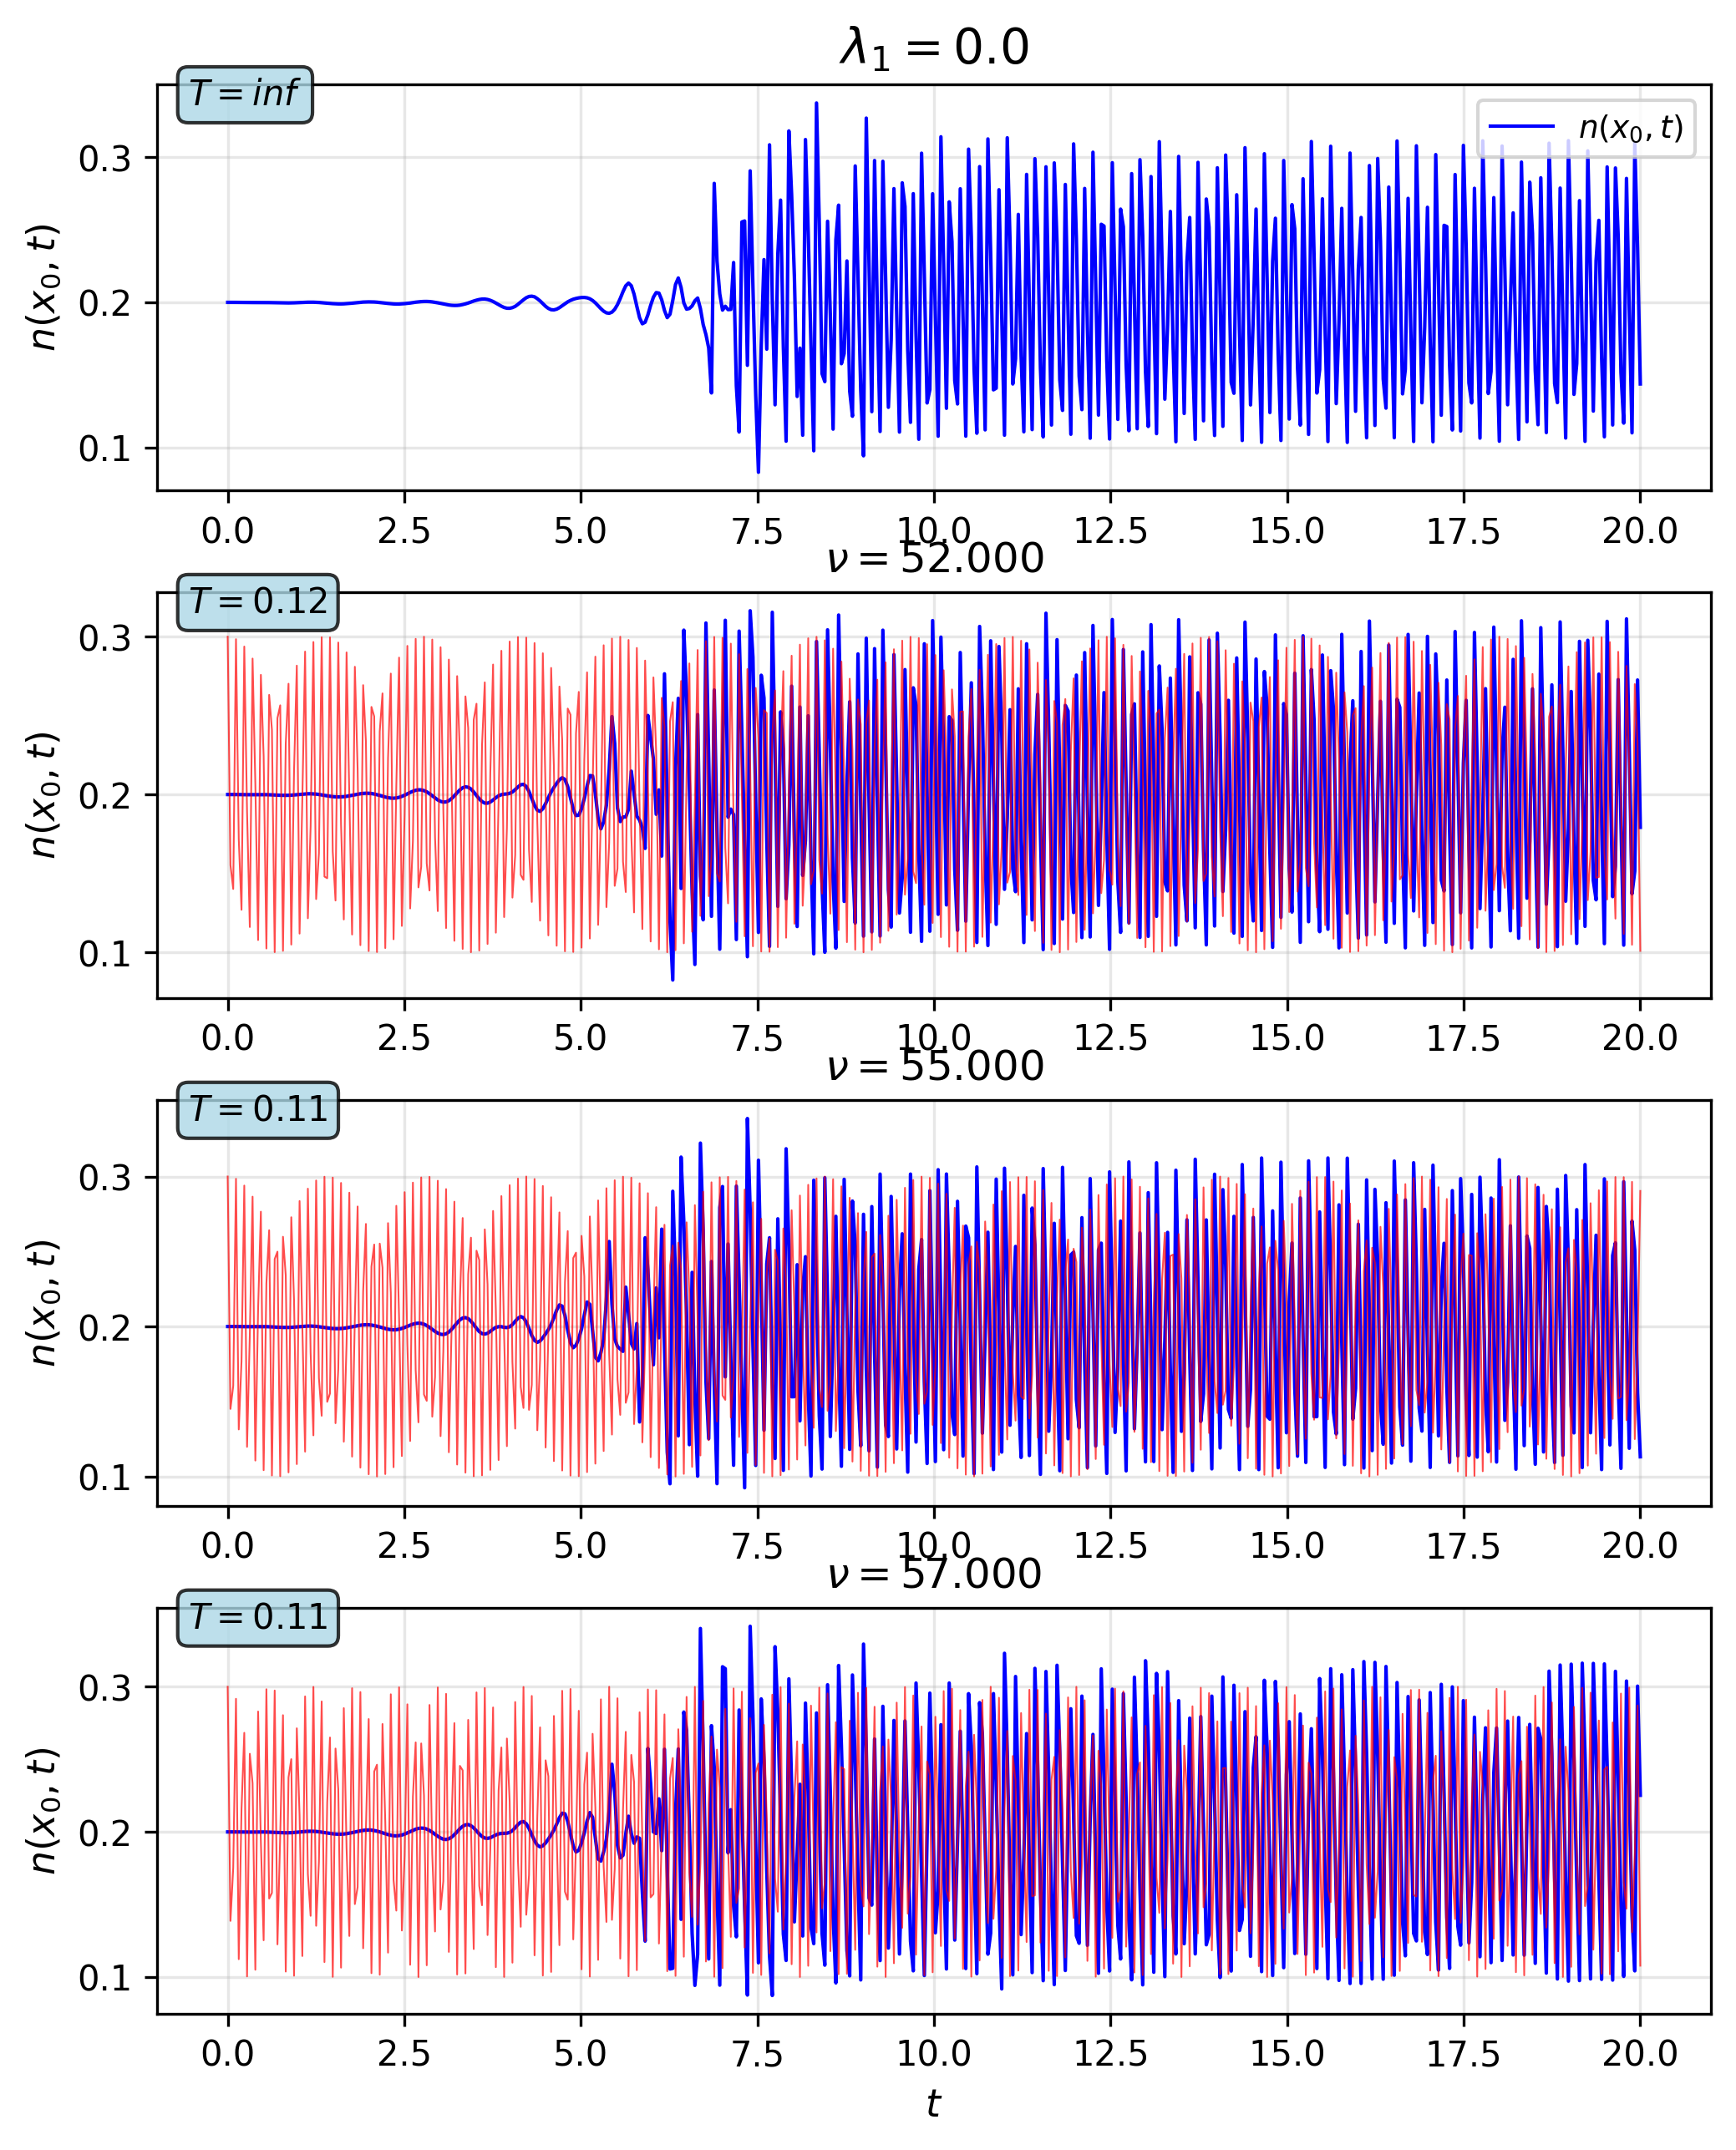 λ₁ = 0.0
T = inf
n(x₀, t)
n(x₀, t)
0.3
0.2
0.1
0.0 2.5 5.0 7.5 10.0 12.5 15.0 17.5 20.0
ν = 52.000
T = 0.12
n(x₀, t)
0.3
0.2
0.1
0.0 2.5 5.0 7.5 10.0 12.5 15.0 17.5 20.0
ν = 55.000
T = 0.11
n(x₀, t)
0.3
0.2
0.1
0.0 2.5 5.0 7.5 10.0 12.5 15.0 17.5 20.0
ν = 57.000
T = 0.11
n(x₀, t)
0.3
0.2
0.1
0.0 2.5 5.0 7.5 10.0 12.5 15.0 17.5 20.0
t